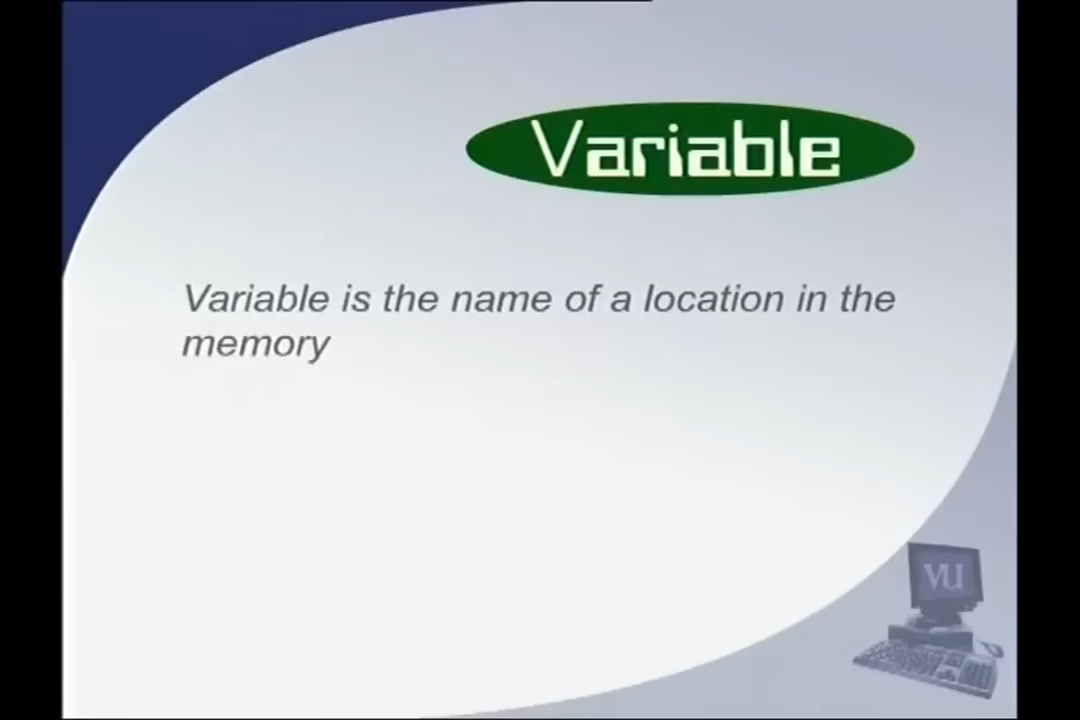 Variable
Variable is the name of a location in the
memory
VU